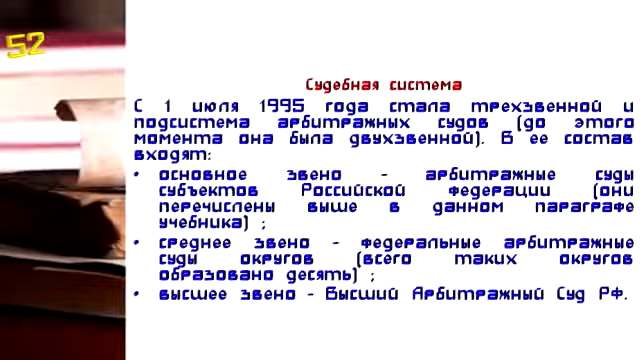 52
Судебная система
С 1 июля 1995 года стала трехзвенной и
подсистема арбитражных судов (до этого
момента она была двухзвенной). В ее состав
входят:
• основное звено - арбитражные суды
субъектов Российской Федерации (они
перечислены выше в данном параграфе
учебника) ;
• среднее звено - федеральные арбитражные
суды округов (всего таких округов
образовано десять) ;
• высшее звено - Высший Арбитражный Суд РФ.